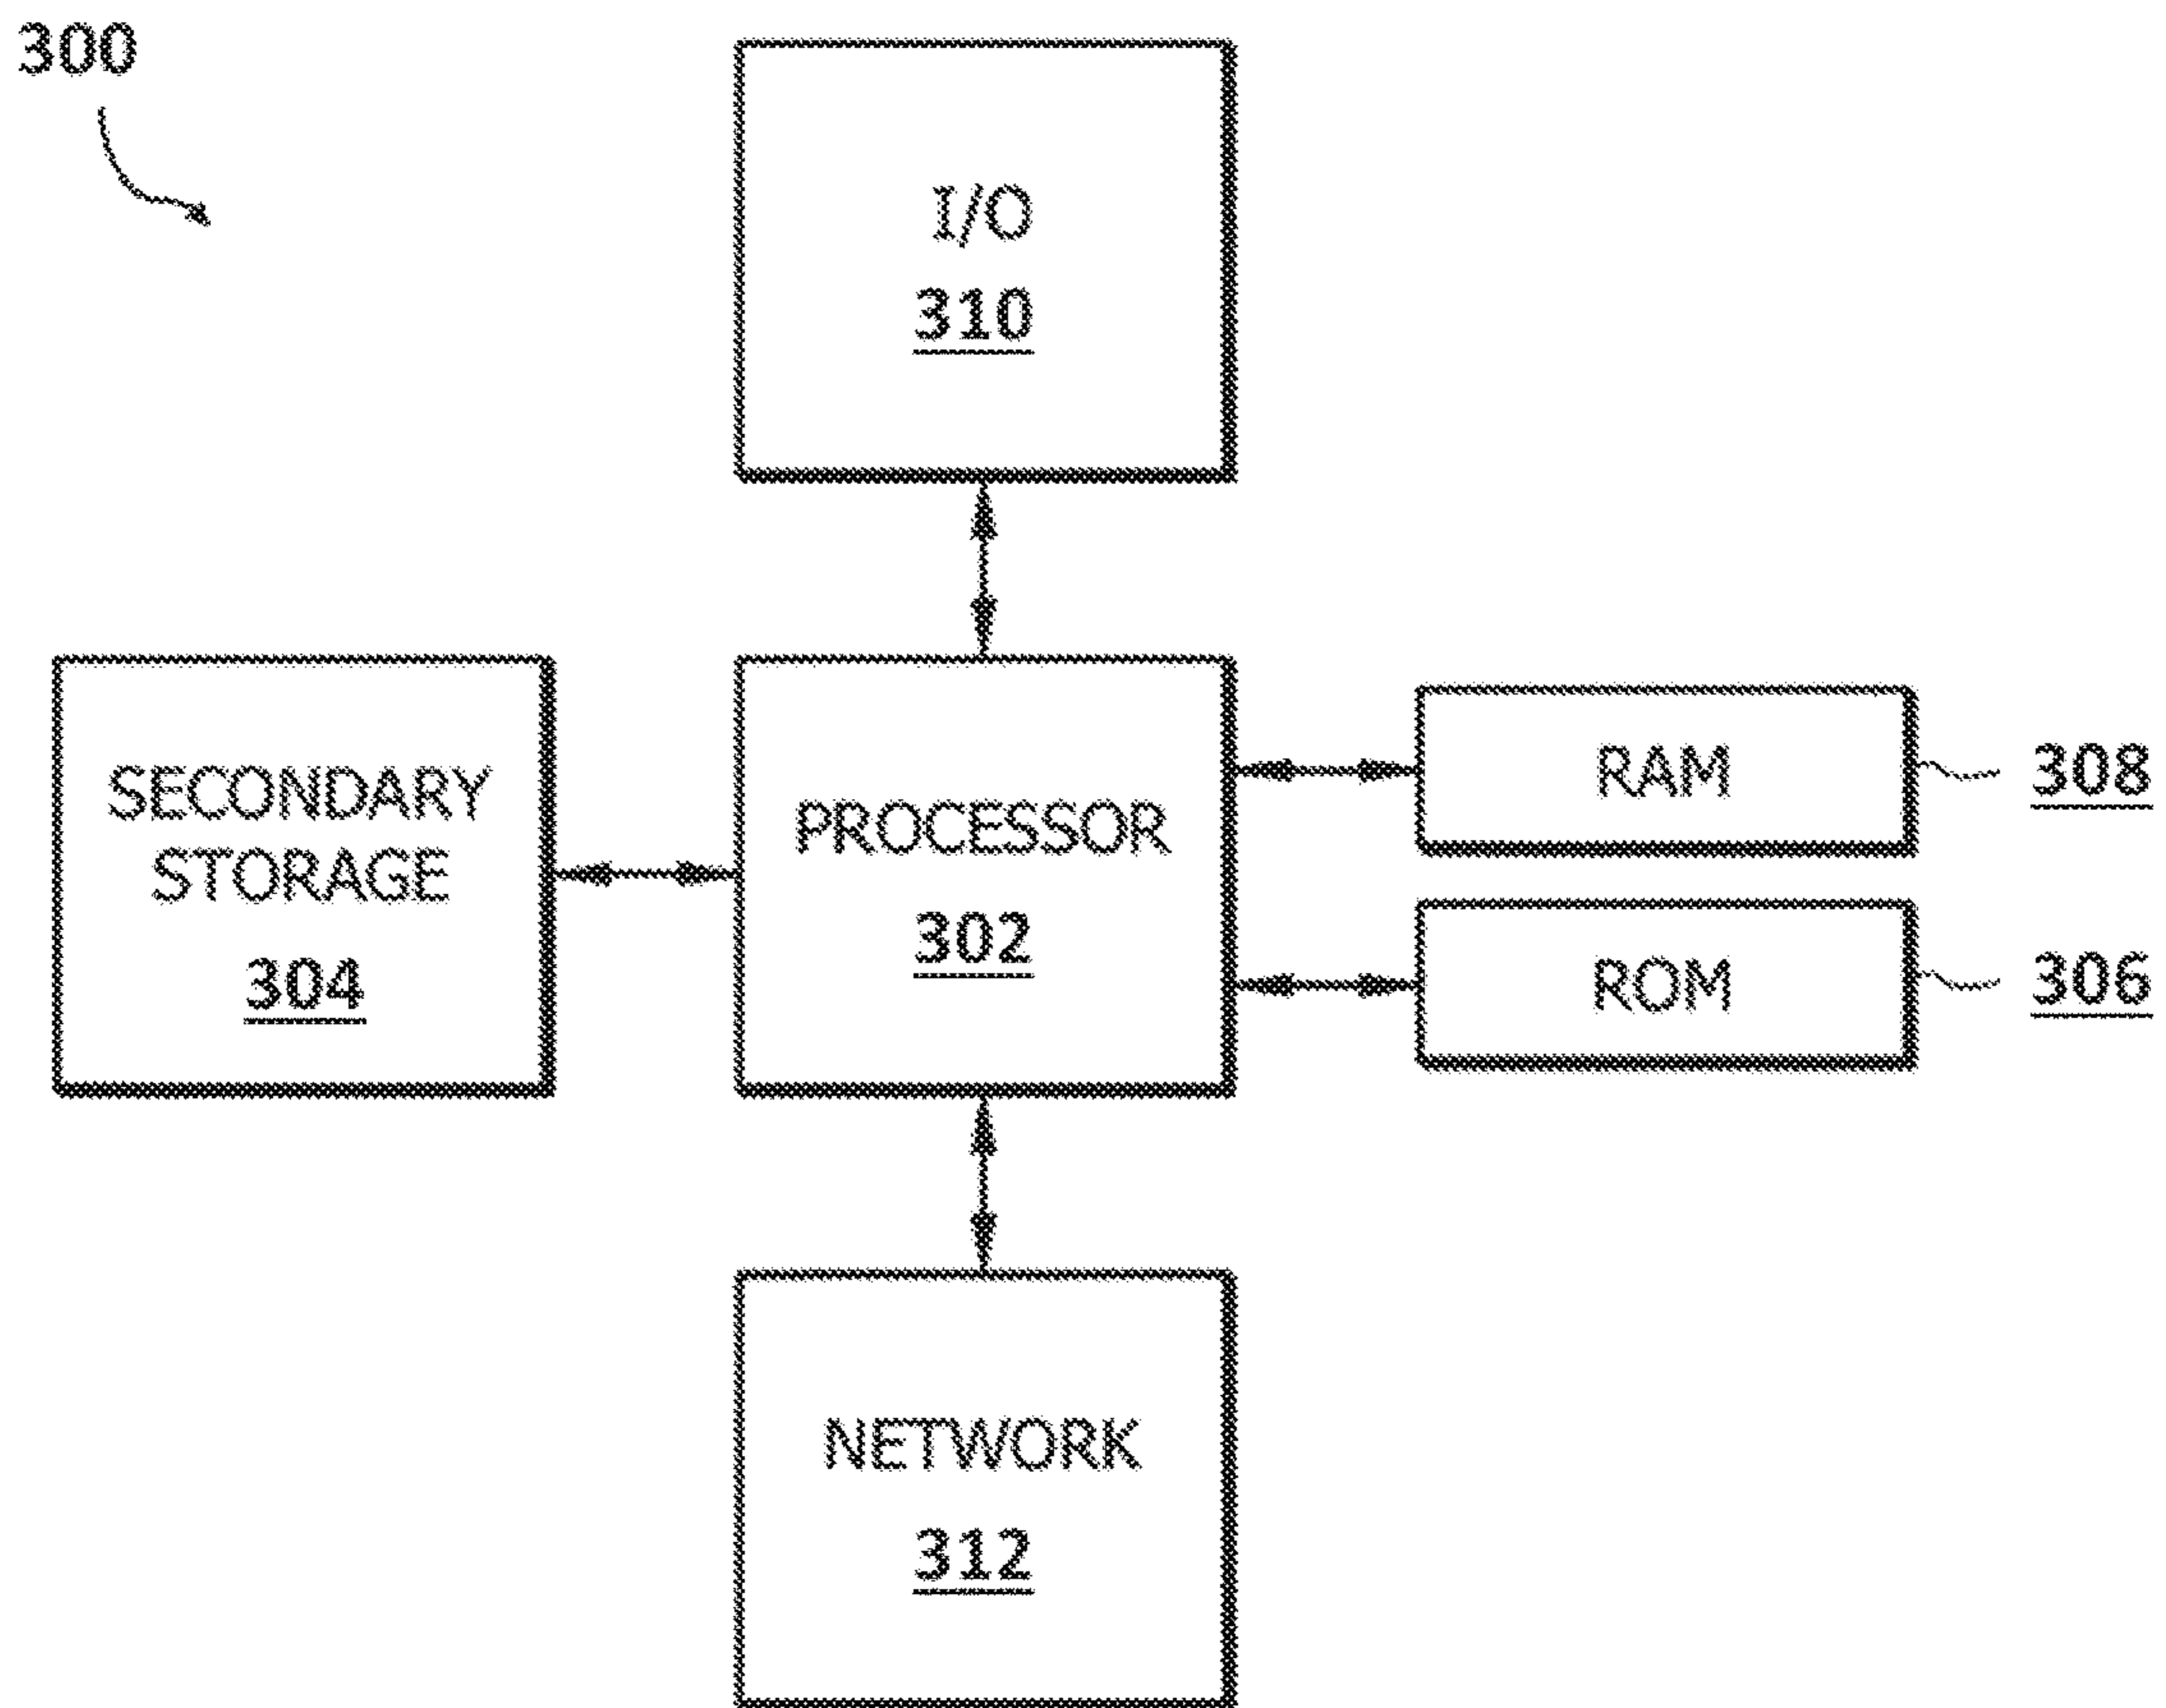 300
I/O
310
SECONDARY
STORAGE
304
PROCESSOR
302
RAM
308
ROM
306
NETWORK
312